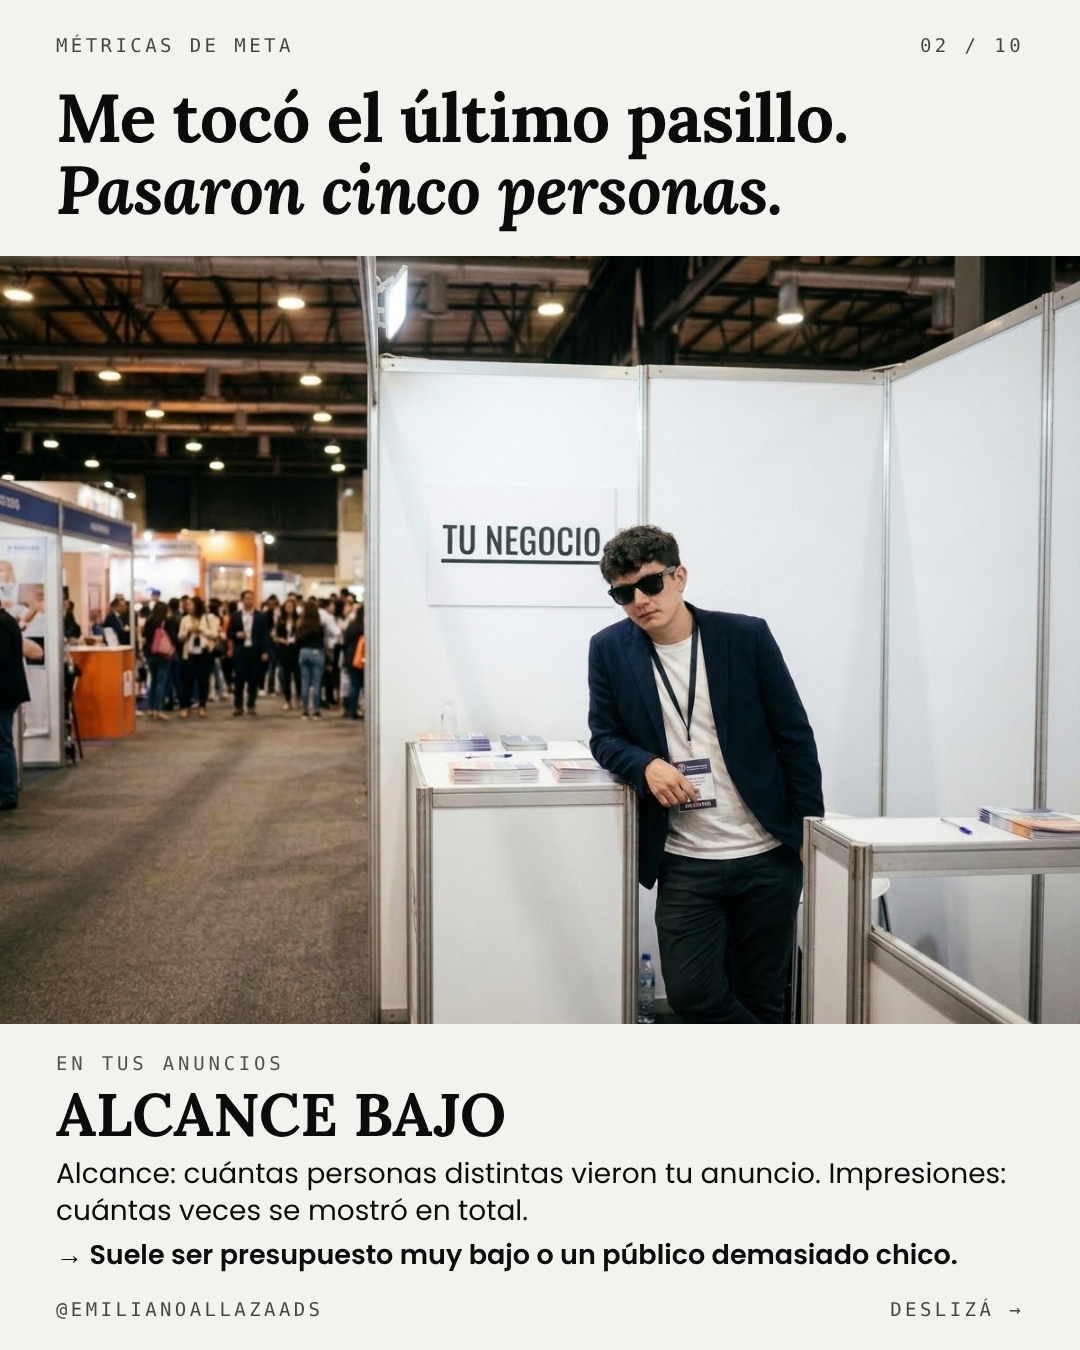 MÉTRICAS DE META
02 / 10
Me tocó el último pasillo.
Pasaron cinco personas.
TU NEGOCIO
EN TUS ANUNCIOS
ALCANCE BAJO
Alcance: cuántas personas distintas vieron tu anuncio. Impresiones:
cuántas veces se mostró en total.
→ Suele ser presupuesto muy bajo o un público demasiado chico.
@EMILIANOALLAZAADS
DESLIZÁ →